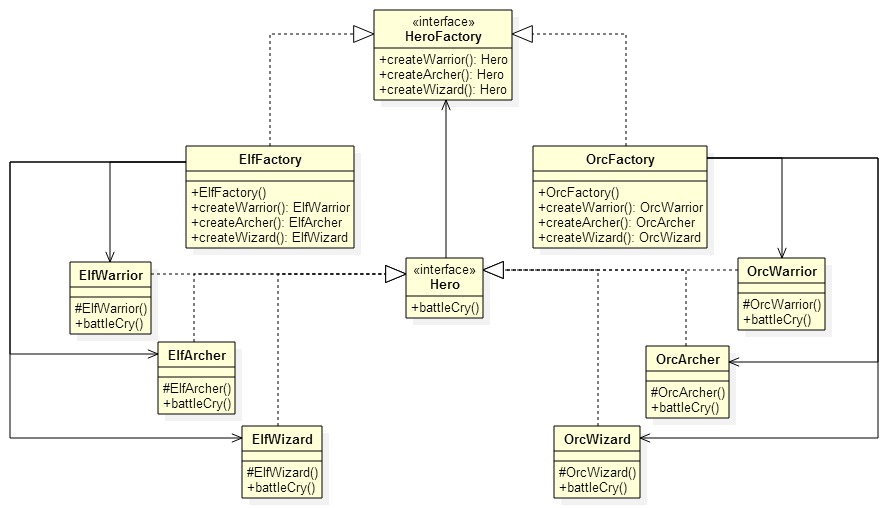 «interface»
HeroFactory
+createWarrior(): Hero
+createArcher(): Hero
+createWizard(): Hero
ElfFactory
+ElfFactory()
+createWarrior(): ElfWarrior
+createArcher(): ElfArcher
+createWizard(): ElfWizard
OrcFactory
+OrcFactory()
+createWarrior(): OrcWarrior
+createArcher(): OrcArcher
+createWizard(): OrcWizard
ElfWarrior
#ElfWarrior()
+battleCry()
«interface»
Hero
+battleCry()
OrcWarrior
#OrcWarrior()
+battleCry()
ElfArcher
#ElfArcher()
+battleCry()
OrcArcher
#OrcArcher()
+battleCry()
ElfWizard
#ElfWizard()
+battleCry()
OrcWizard
#OrcWizard()
+battleCry()